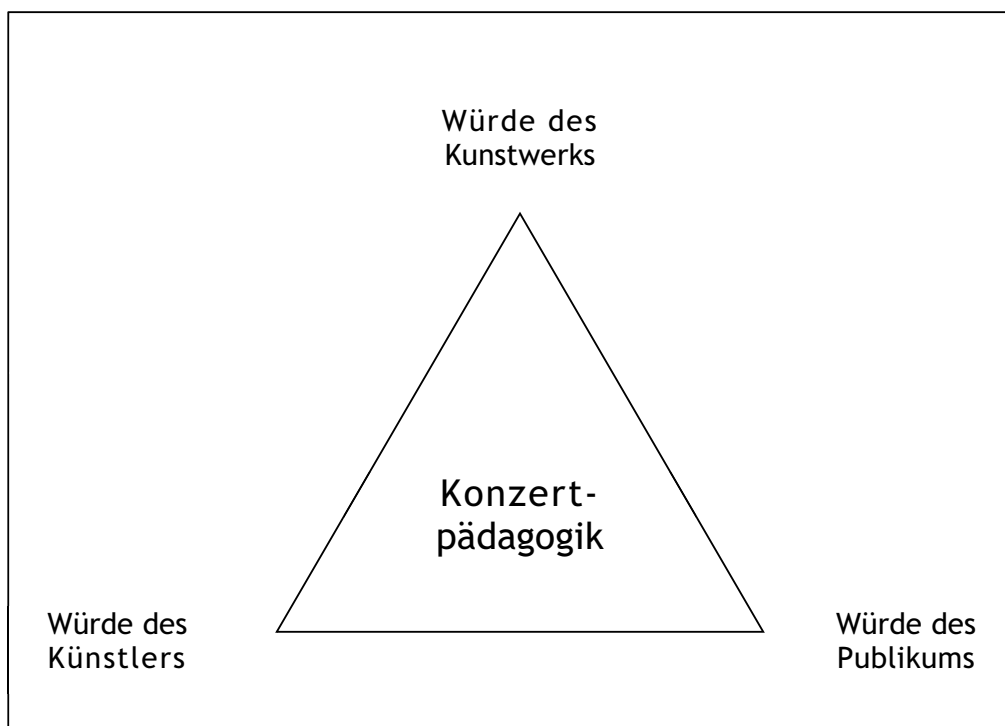 Würde des
Kunstwerks
Konzert-
pädagogik
Würde des
Künstlers
Würde des
Publikums